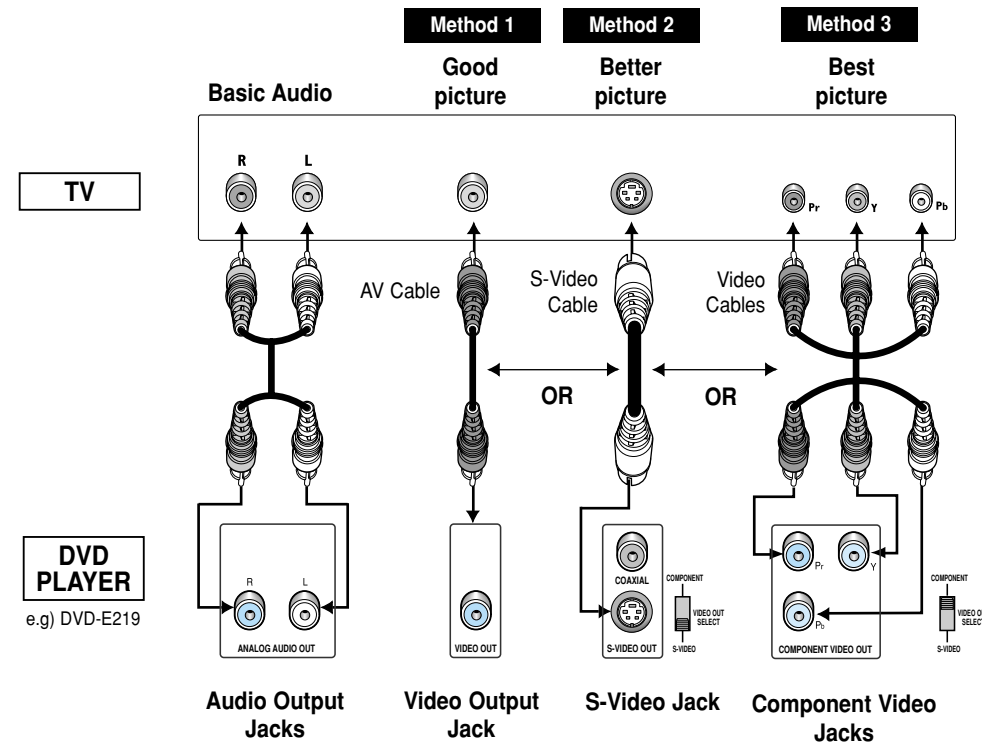 Method 1
Method 2
Method 3
Good
picture
Better
picture
Best
picture
Basic Audio
R
L
Pr
Y
Pb
TV
AV Cable
S-Video
Cable
Video
Cables
OR
OR
DVD
PLAYER
e.g) DVD-E219
R
L
ANALOG AUDIO OUT
VIDEO OUT
COAXIAL
S-VIDEO OUT
COMPONENT
VIDEO OUT
SELECT
S-VIDEO
Pr
Y
Pb
COMPONENT VIDEO OUT
COMPONENT
VIDEO OU
SELECT
S-VIDEO
Audio Output
Jacks
Video Output
Jack
S-Video Jack
Component Video
Jacks